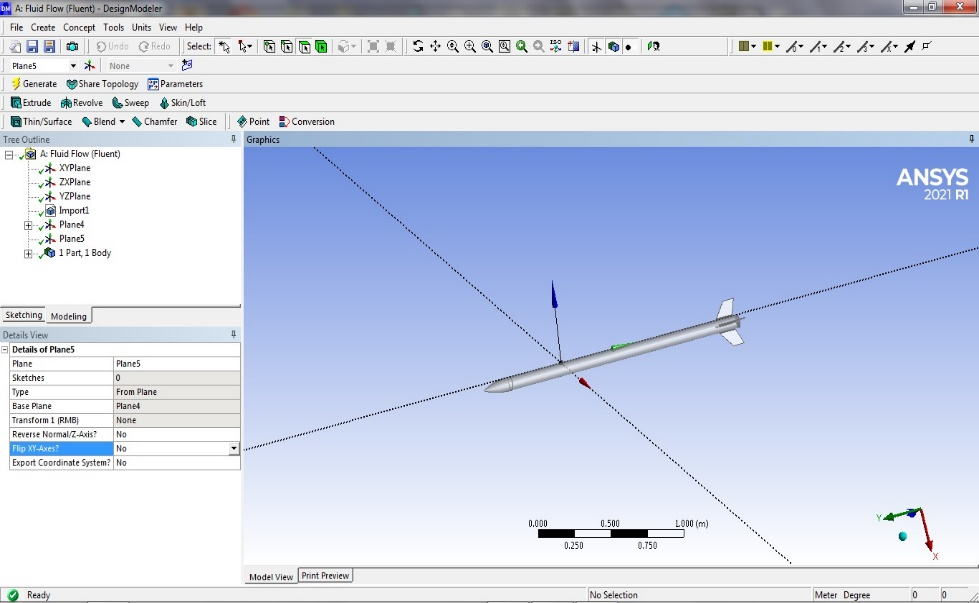 A: Fluid Flow (Fluent) - DesignModeler
File Create Concept Tools Units View Help
Undo Redo Select:
Plane5 None
Generate Share Topology Parameters
Extrude Revolve Sweep Skin/Loft
Thin/Surface Blend Chamfer Slice Point Conversion
Tree Outline
A: Fluid Flow (Fluent)
XYPlane
ZXPlane
YZPlane
Import1
Plane4
Plane5
1 Part, 1 Body
Sketching Modeling
Details View
Details of Plane5
Plane Plane5
Sketches 0
Type From Plane
Base Plane Plane4
Transform 1 (RMB) None
Reverse Normal/Z-Axis? No
Flip XY-Axes? No
Export Coordinate System? No
Graphics
ANSYS
2021 R1
0.000 0.500 1.000 (m)
0.250 0.750
Y
X
Model View Print Preview
Ready No Selection Meter Degree 0 0